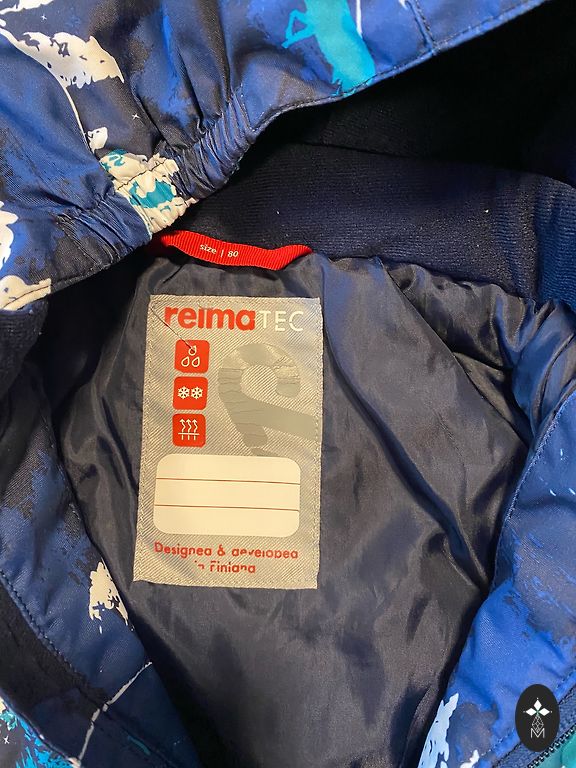 size | 80
reimaTEC
Designed & developed
in Finland
M